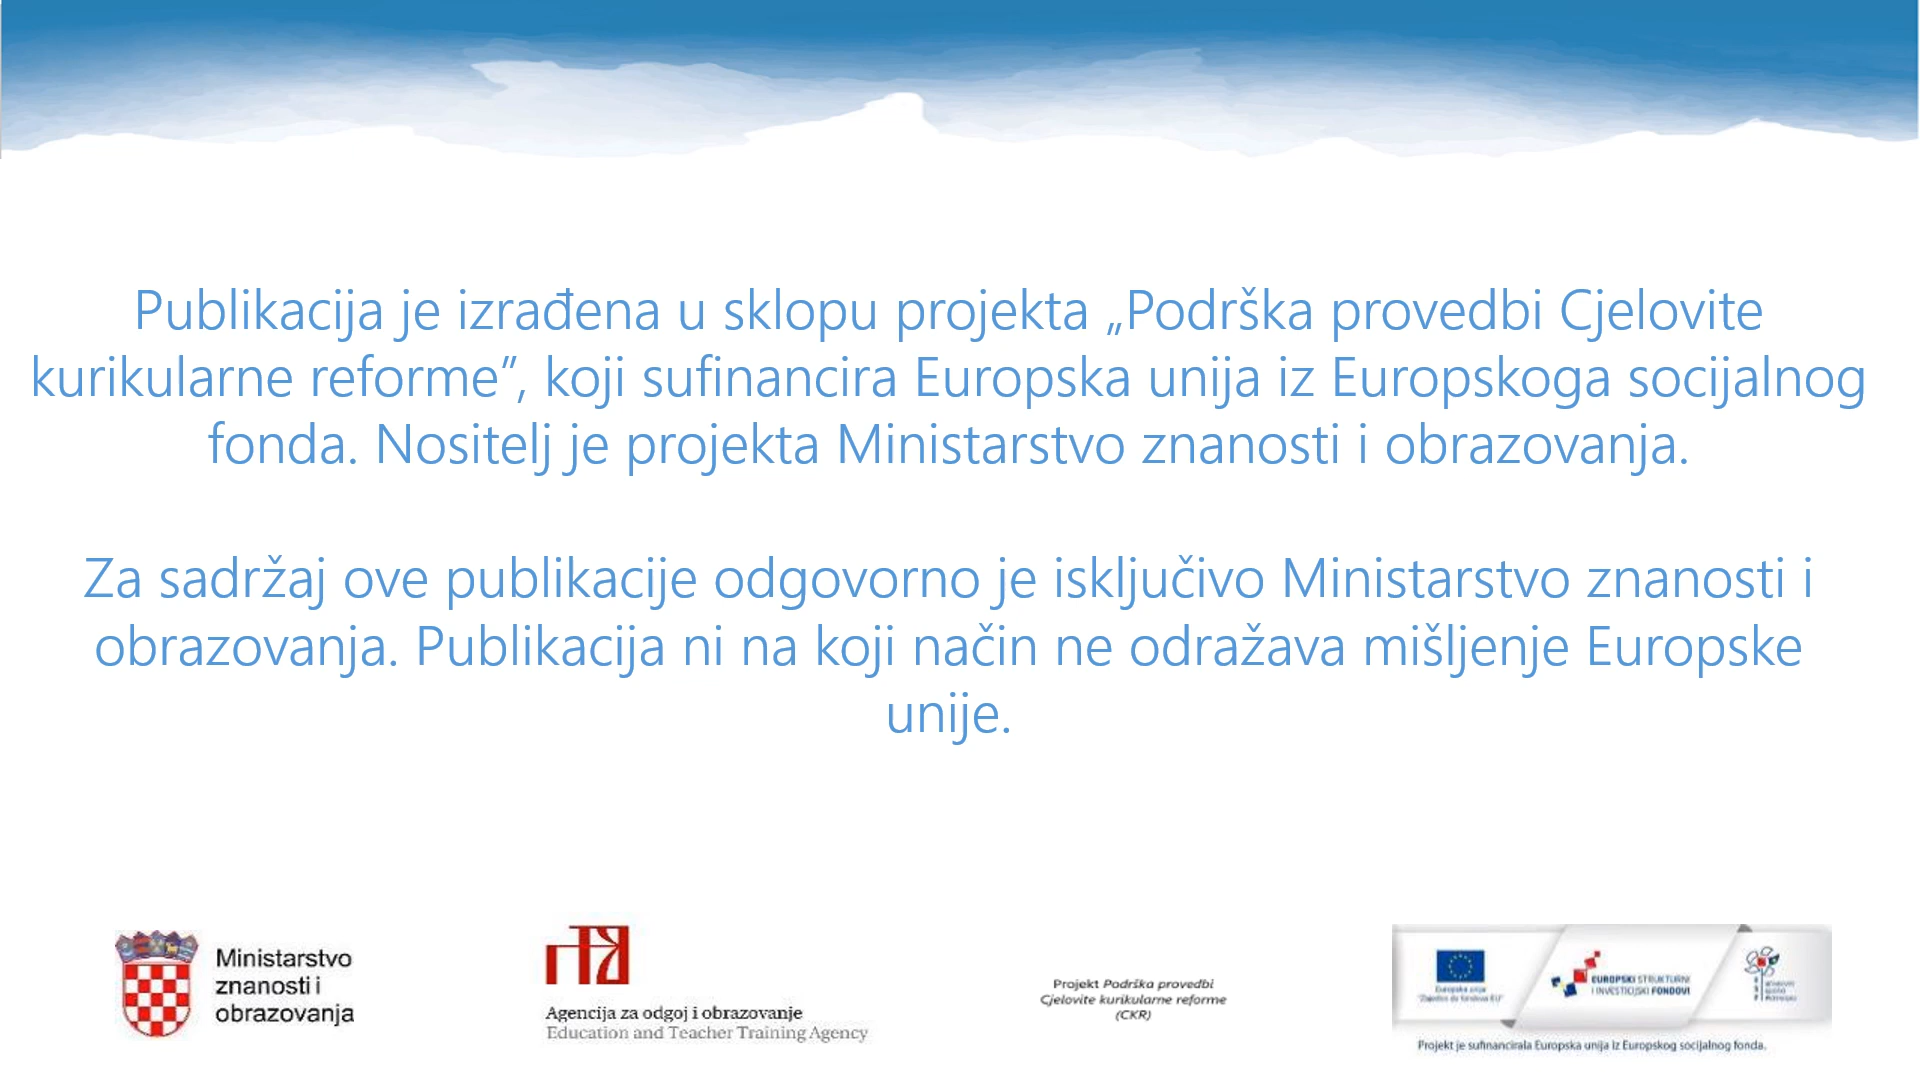 Publikacija je izrađena u sklopu projekta „Podrška provedbi Cjelovite
kurikularne reforme”, koji sufinancira Europska unija iz Europskoga socijalnog
fonda. Nositelj je projekta Ministarstvo znanosti i obrazovanja.
Za sadržaj ove publikacije odgovorno je isključivo Ministarstvo znanosti i
obrazovanja. Publikacija ni na koji način ne odražava mišljenje Europske
unije.
Ministarstvo
znanosti i
obrazovanja
Agencija za odgoj i obrazovanje
Education and Teacher Training Agency
Projekt Podrška provedbi
Cjelovite kurikularne reforme
(CKR)
Europska unija
EUROPSKI STRUKTURNI
I INVESTICIJSKI FONDOVI
Projekt je sufinancirala Europska unija iz Europskog socijalnog fonda.